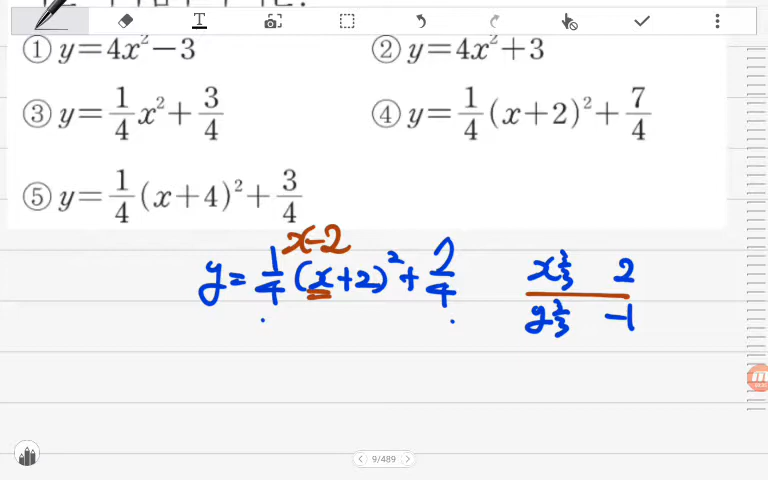 ① y=4x²−3 ② y=4x²+3
③ y=1/4x²+3/4 ④ y=1/4(x+2)²+7/4
⑤ y=1/4(x+4)²+3/4
x-2
y=1/4(x+2)²+7/4 x축 2
y축 -1
9/489